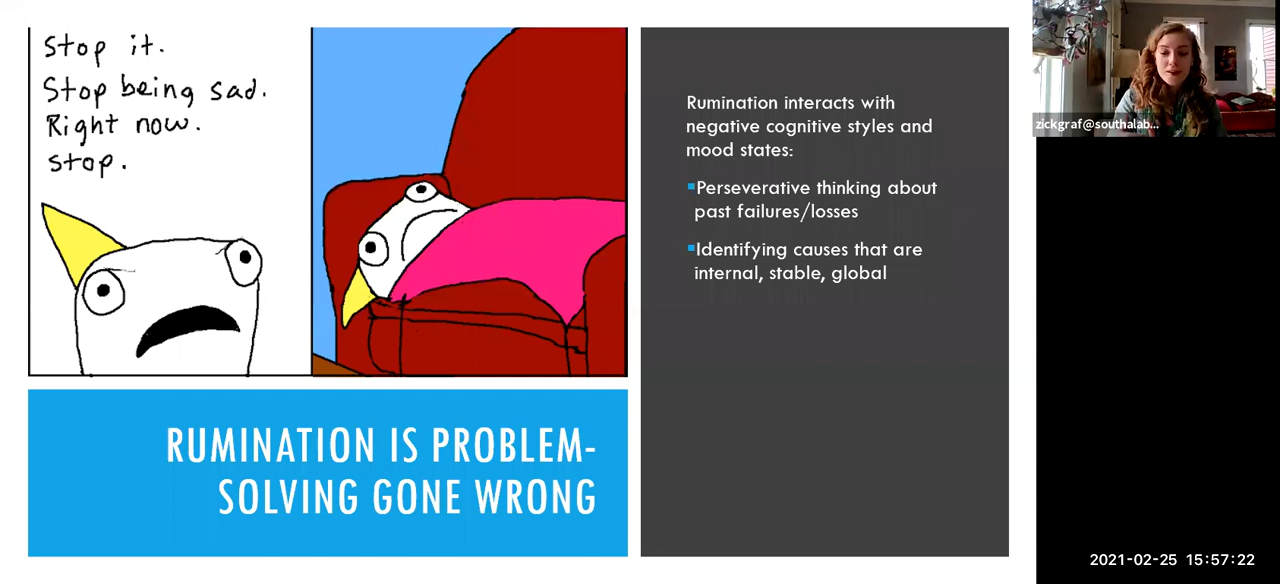 Stop it.
Stop being sad.
Right now.
stop.
RUMINATION IS PROBLEM-
SOLVING GONE WRONG
Rumination interacts with
negative cognitive styles and
mood states:
▪Perseverative thinking about
past failures/losses
▪Identifying causes that are
internal, stable, global
zickgraf@southalab...
2021-02-25 15:57:22